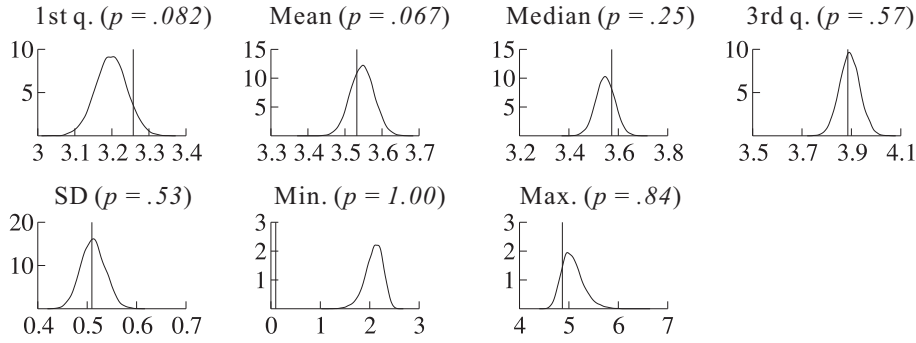 1st q. (p = .082) Mean (p = .067) Median (p = .25) 3rd q. (p = .57)
10 15 15 10
10 10
5 5 5 5
3 3.1 3.2 3.3 3.4 3.3 3.4 3.5 3.6 3.7 3.2 3.4 3.6 3.8 3.5 3.7 3.9 4.1
SD (p = .53) Min. (p = 1.00) Max. (p = .84)
20 3 3
2 2
10 1 1
0.4 0.5 0.6 0.7 0 1 2 3 4 5 6 7